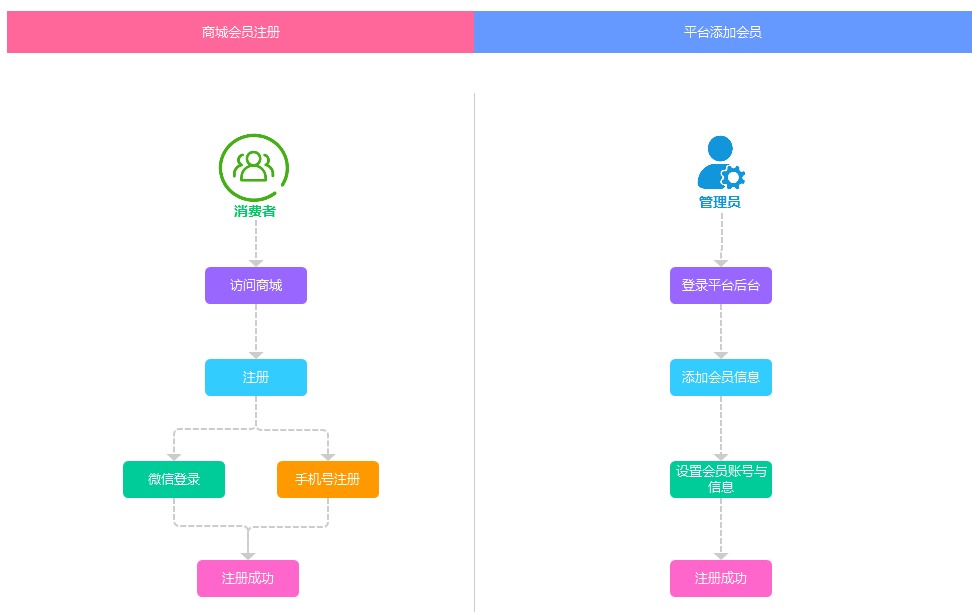 商城会员注册
平台添加会员
消费者
管理员
访问商城
登录平台后台
注册
添加会员信息
微信登录
手机号注册
设置会员账号与
信息
注册成功
注册成功